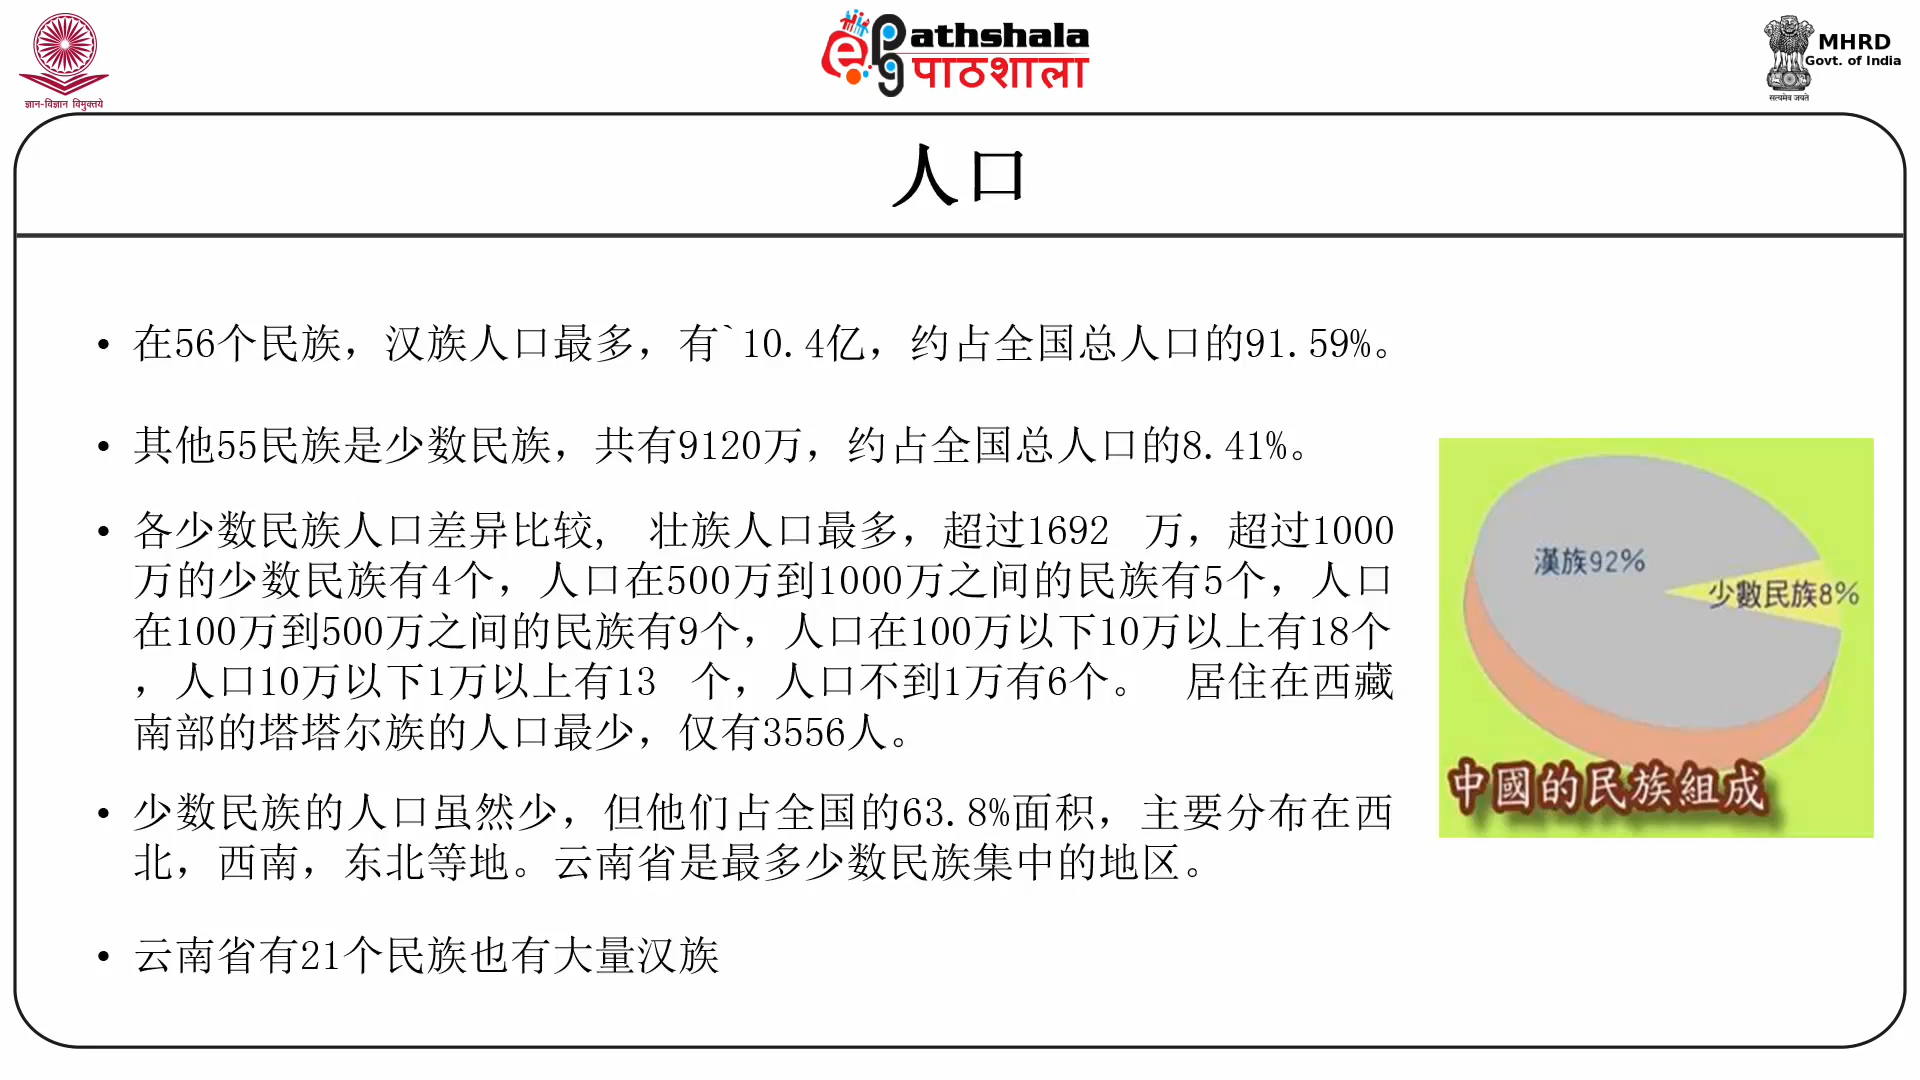 ज्ञान-विज्ञान विमुक्तये
ePG Pathshala
पाठशाला
MHRD
Govt. of India
सत्यमेव जयते
人口
• 在56个民族，汉族人口最多，有`10.4亿，约占全国总人口的91.59%。
• 其他55民族是少数民族，共有9120万，约占全国总人口的8.41%。
• 各少数民族人口差异比较， 壮族人口最多，超过1692 万，超过1000
万的少数民族有4个，人口在500万到1000万之间的民族有5个，人口
在100万到500万之间的民族有9个，人口在100万以下10万以上有18个
，人口10万以下1万以上有13 个，人口不到1万有6个。 居住在西藏
南部的塔塔尔族的人口最少，仅有3556人。
• 少数民族的人口虽然少，但他们占全国的63.8%面积，主要分布在西
北，西南，东北等地。云南省是最多少数民族集中的地区。
• 云南省有21个民族也有大量汉族
漢族92%
少數民族8%
中國的民族組成